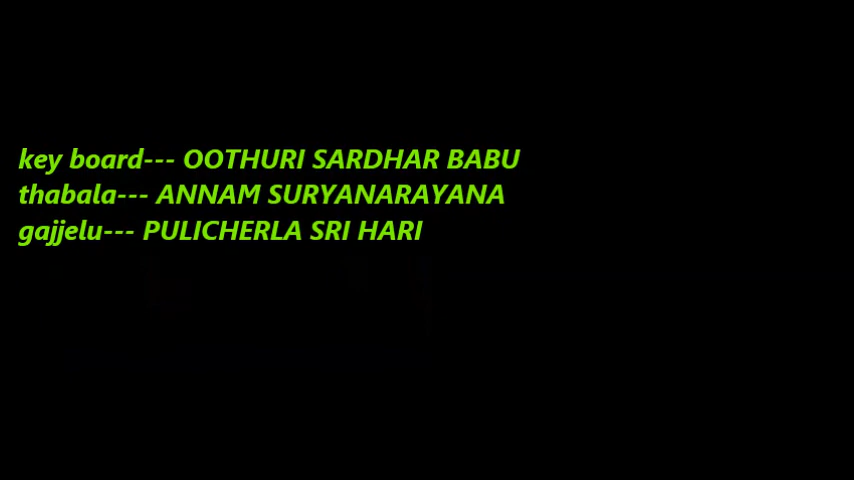 key board--- OOTHURI SARDHAR BABU
thabala--- ANNAM SURYANARAYANA
gajjelu--- PULICHERLA SRI HARI